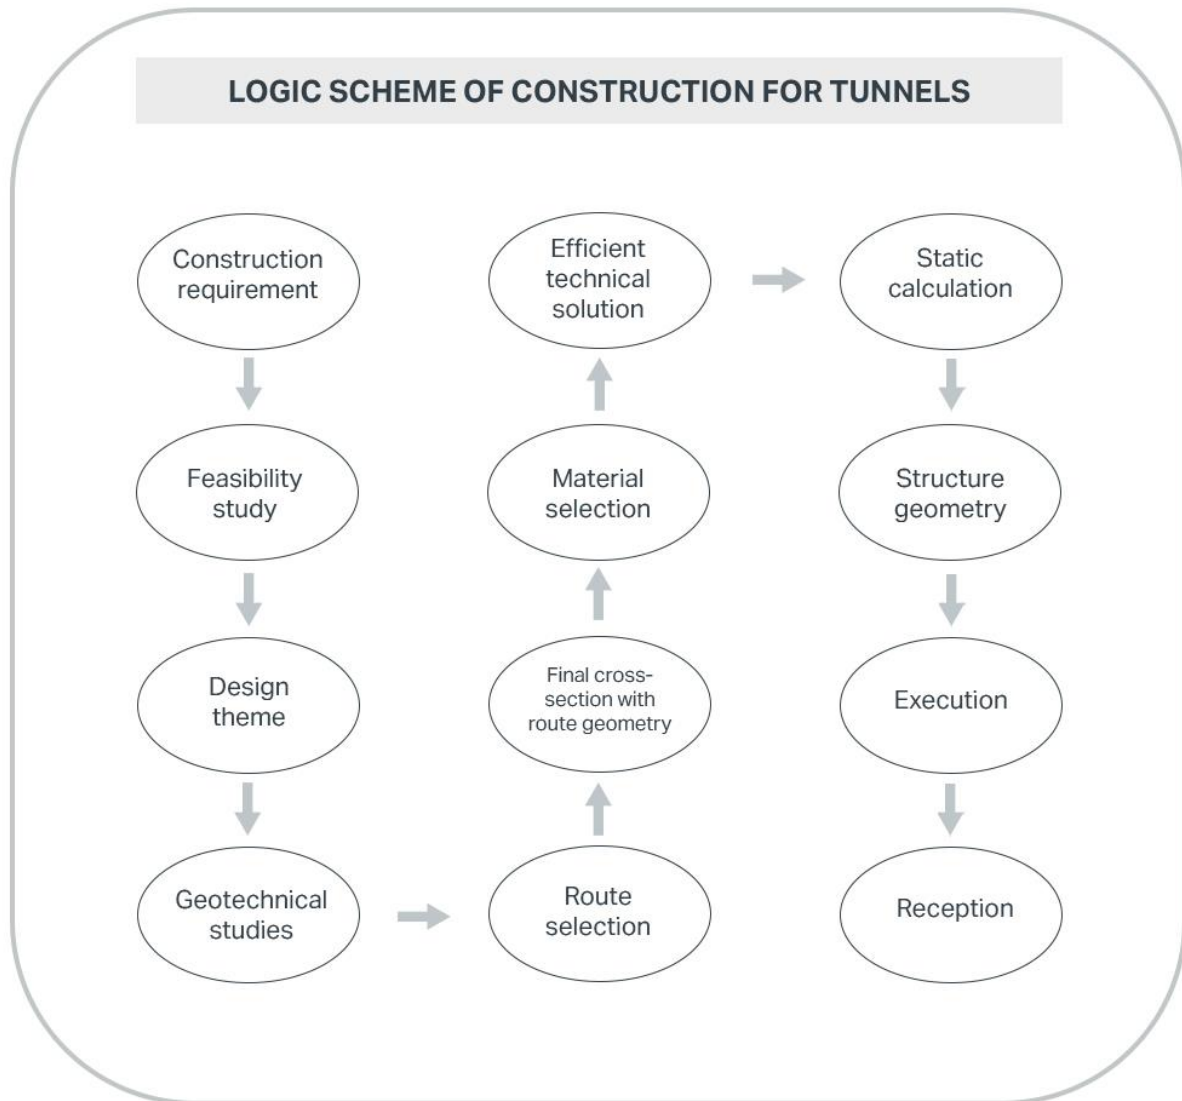 LOGIC SCHEME OF CONSTRUCTION FOR TUNNELS
Construction
requirement
Feasibility
study
Design
theme
Geotechnical
studies
Route
selection
Final cross-
section with
route geometry
Material
selection
Efficient
technical
solution
Static
calculation
Structure
geometry
Execution
Reception